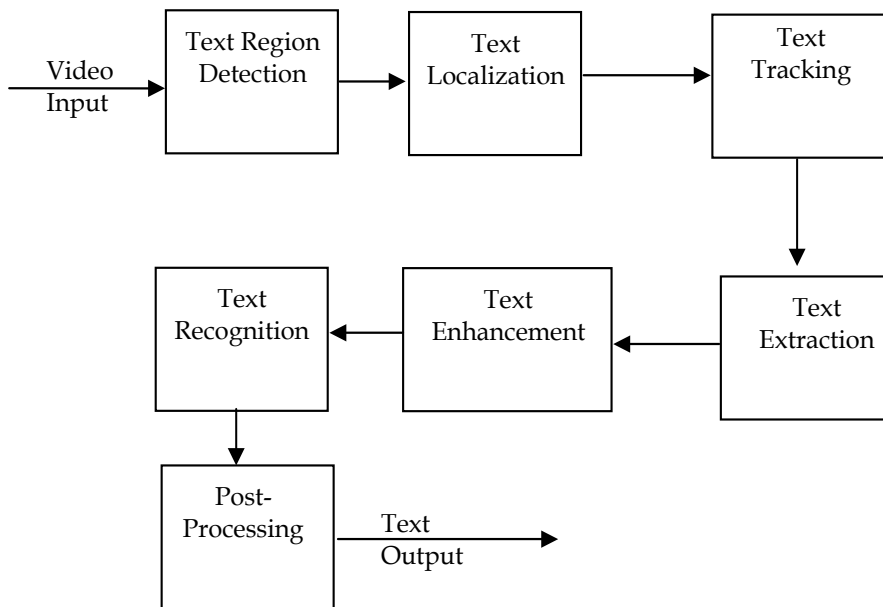 Video
Input
Text Region
Detection
Text
Localization
Text
Tracking
Text
Extraction
Text
Enhancement
Text
Recognition
Post-
Processing
Text
Output